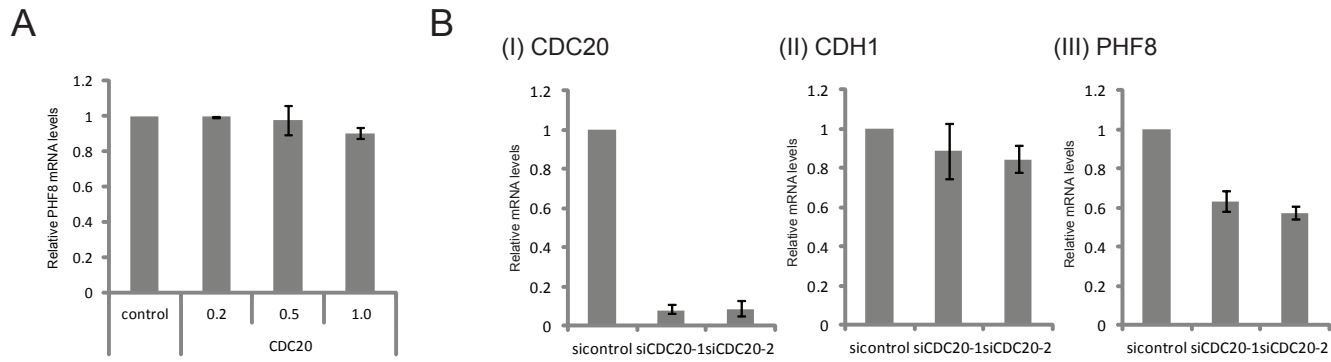 A
Relative PHF8 mRNA levels
1.2
1
0.8
0.6
0.4
0.2
0
control
0.2
0.5
1.0
CDC20
B
(I) CDC20
Relative mRNA levels
1.2
1
0.8
0.6
0.4
0.2
0
sicontrol siCDC20-1siCDC20-2
(II) CDH1
Relative mRNA levels
1.2
1
0.8
0.6
0.4
0.2
0
sicontrol siCDC20-1siCDC20-2
(III) PHF8
Relative mRNA levels
1.2
1
0.8
0.6
0.4
0.2
0
sicontrol siCDC20-1siCDC20-2